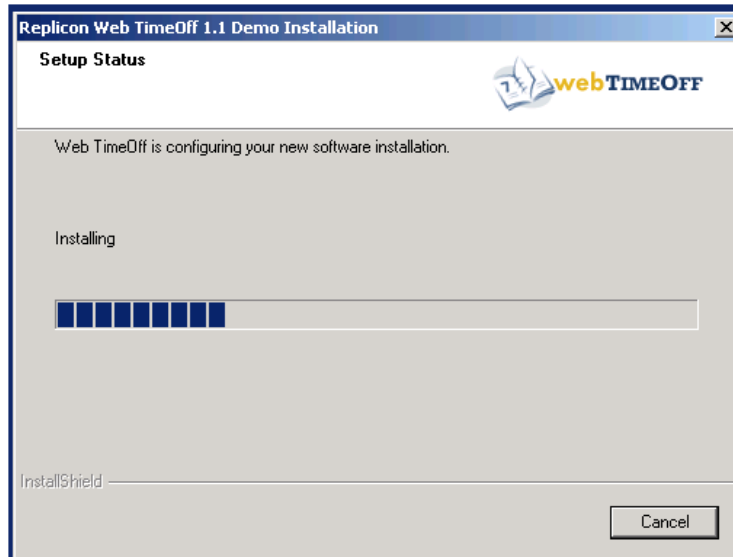 Replicon Web TimeOff 1.1 Demo Installation
Setup Status
webTIMEOFF
Web TimeOff is configuring your new software installation.
Installing
InstallShield
Cancel